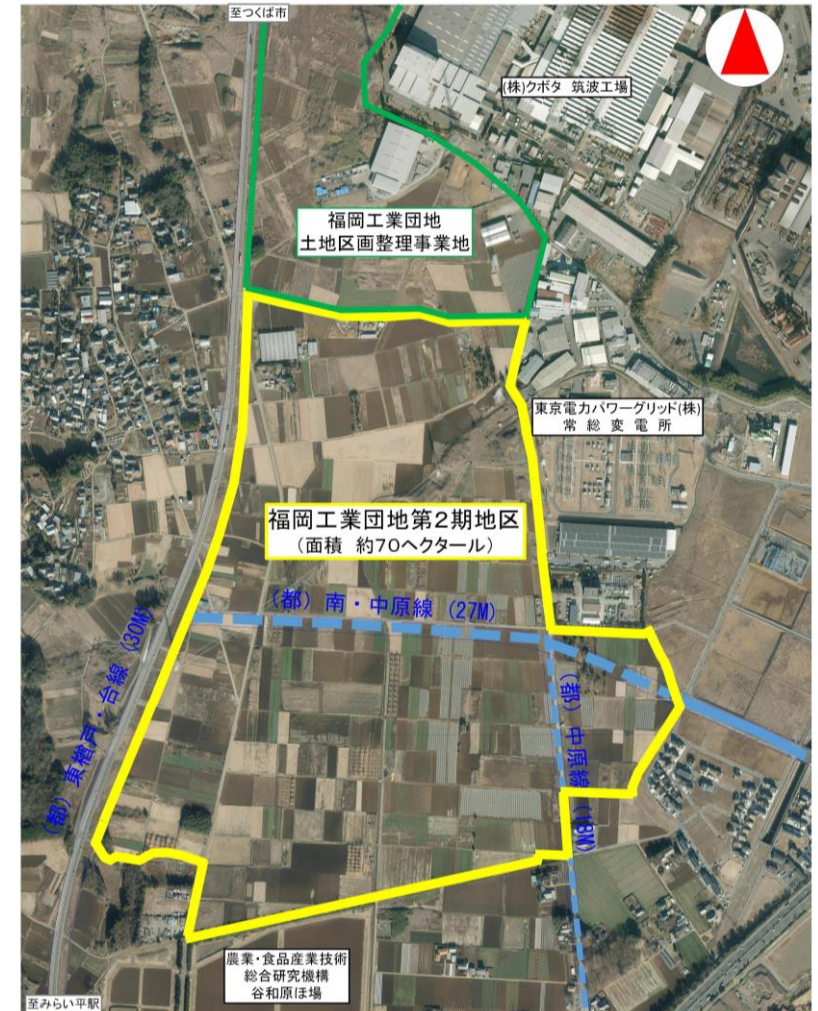 至つくば市
(株)クボタ 筑波工場
福岡工業団地
土地区画整理事業地
東京電力パワーグリッド(株)
常総変電所
福岡工業団地第2期地区
(面積 約70ヘクタール)
(都) 南・中原線 (27M)
(都) 東楢戸・台線 (30M)
(都) 中原線 (18M)
農業・食品産業技術
総合研究機構
谷和原ほ場
至みらい平駅